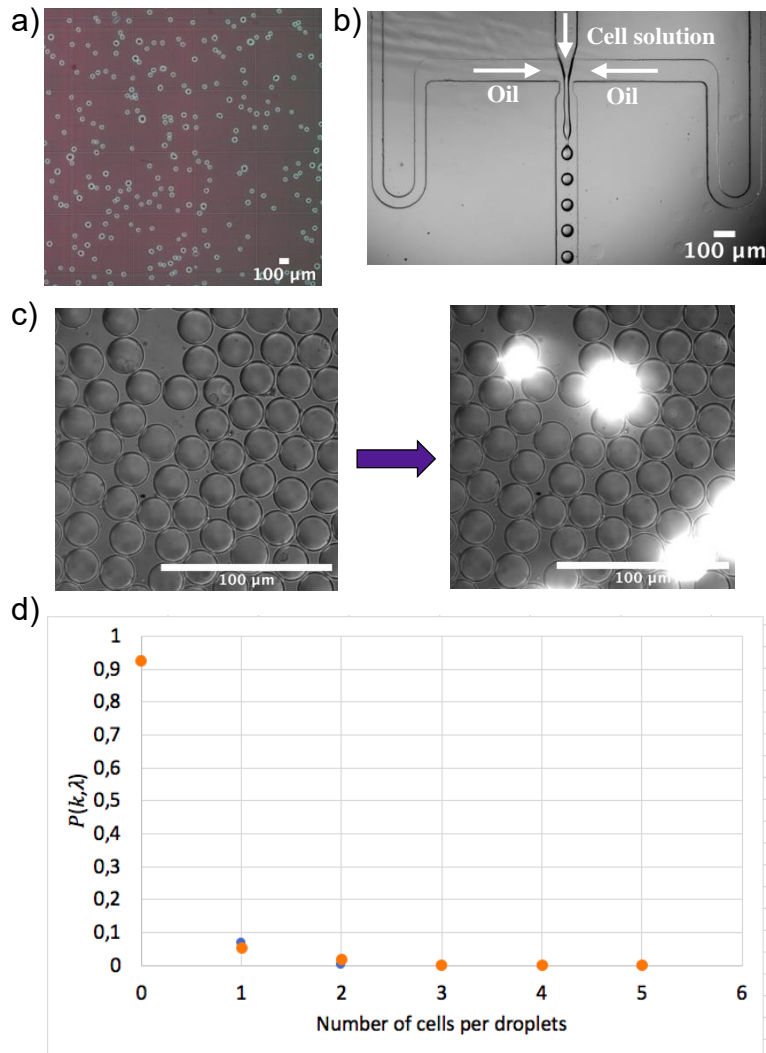 a)
100 µm
b)
Cell solution
Oil
Oil
100 µm
c)
100 µm
100 µm
d)
1
0,9
0,8
0,7
0,6
0,5
0,4
0,3
0,2
0,1
0
P(k,λ)
0 1 2 3 4 5 6
Number of cells per droplets